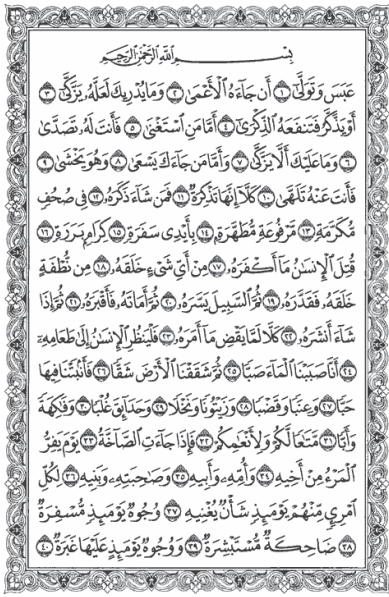 بِسْمِ اللَّهِ الرَّحْمَٰنِ الرَّحِيمِ
عَبَسَ وَتَوَلَّىٰٓ ١ أَن جَآءَهُ ٱلْأَعْمَىٰ ٢ وَمَا يُدْرِيكَ لَعَلَّهُۥ يَزَّكَّىٰٓ ٣
أَوْ يَذَّكَّرُ فَتَنفَعَهُ ٱلذِّكْرَىٰٓ ٤ أَمَّا مَنِ ٱسْتَغْنَىٰ ٥ فَأَنتَ لَهُۥ تَصَدَّىٰ
٦ وَمَا عَلَيْكَ أَلَّا يَزَّكَّىٰ ٧ وَأَمَّا مَن جَآءَكَ يَسْعَىٰ ٨ وَهُوَ يَخْشَىٰ ٩
فَأَنتَ عَنْهُ تَلَهَّىٰ ١٠ كَلَّآ إِنَّهَا تَذْكِرَةٌ ١١ فَمَن شَآءَ ذَكَرَهُۥ ١٢ فِى صُحُفٍ
مُّكَرَّمَةٍ ١٣ مَّرْفُوعَةٍ مُّطَهَّرَةٍۭ ١٤ بِأَيْدِى سَفَرَةٍ ١٥ كِرَامٍۭ بَرَرَةٍ ١٦
قُتِلَ ٱلْإِنسَٰنُ مَآ أَكْفَرَهُۥ ١٧ مِنْ أَىِّ شَىْءٍ خَلَقَهُۥ ١٨ مِن نُّطْفَةٍ
خَلَقَهُۥ فَقَدَّرَهُۥ ١٩ ثُمَّ ٱلسَّبِيلَ يَسَّرَهُۥ ٢٠ ثُمَّ أَمَاتَهُۥ فَأَقْبَرَهُۥ ٢١ ثُمَّ إِذَا
شَآءَ أَنشَرَهُۥ ٢٢ كَلَّا لَمَّا يَقْضِ مَآ أَمَرَهُۥ ٢٣ فَلْيَنظُرِ ٱلْإِنسَٰنُ إِلَىٰ طَعَامِهِۦٓ
٢٤ أَنَّا صَبَبْنَا ٱلْمَآءَ صَبًّا ٢٥ ثُمَّ شَقَقْنَا ٱلْأَرْضَ شَقًّا ٢٦ فَأَنۢبَتْنَا فِيهَا
حَبًّا ٢٧ وَعِنَبًا وَقَضْبًا ٢٨ وَزَيْتُونًا وَنَخْلًا ٢٩ وَحَدَآئِقَ غُلْبًا ٣٠ وَفَٰكِهَةً
وَأَبًّا ٣١ مَّتَٰعًا لَّكُمْ وَلِأَنْعَٰمِكُمْ ٣٢ فَإِذَا جَآءَتِ ٱلصَّآخَّةُ ٣٣ يَوْمَ يَفِرُّ
ٱلْمَرْءُ مِنْ أَخِيهِ ٣٤ وَأُمِّهِۦ وَأَبِيهِ ٣٥ وَصَٰحِبَتِهِۦ وَبَنِيهِ ٣٦ لِكُلِّ
ٱمْرِئٍ مِّنْهُمْ يَوْمَئِذٍ شَأْنٌ يُغْنِيهِ ٣٧ وُجُوهٌ يَوْمَئِذٍ مُّسْفِرَةٌ
٣٨ ضَاحِكَةٌ مُّسْتَبْشِرَةٌ ٣٩ وَوُجُوهٌ يَوْمَئِذٍ عَلَيْهَا غَبَرَةٌ ٤٠